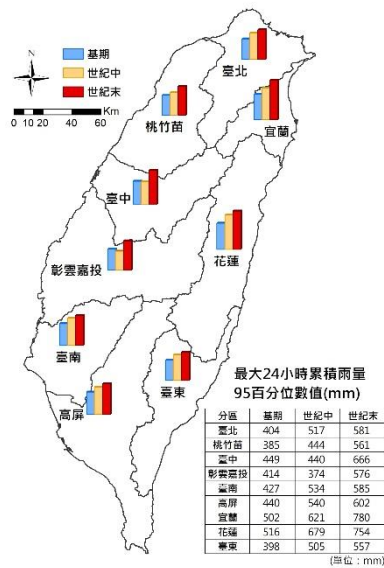 N
基期
世紀中
世紀末
0 10 20 40 60 Km
臺北
桃竹苗
宜蘭
臺中
花蓮
彰雲嘉投
臺南
臺東
高屏
最大24小時累積雨量
95百分位數值(mm)
分區 基期 世紀中 世紀末
臺北 404 517 581
桃竹苗 385 444 561
臺中 449 440 666
彰雲嘉投 414 374 576
臺南 427 534 585
高屏 440 540 602
宜蘭 502 621 780
花蓮 516 679 754
臺東 398 505 557
(單位：mm)